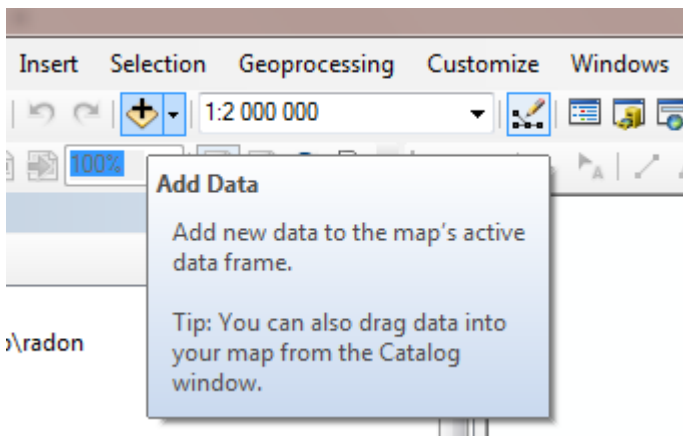 Insert Selection Geoprocessing Customize Windows
1:2 000 000
100%
Add Data
Add new data to the map's active
data frame.
Tip: You can also drag data into
your map from the Catalog
window.
\radon